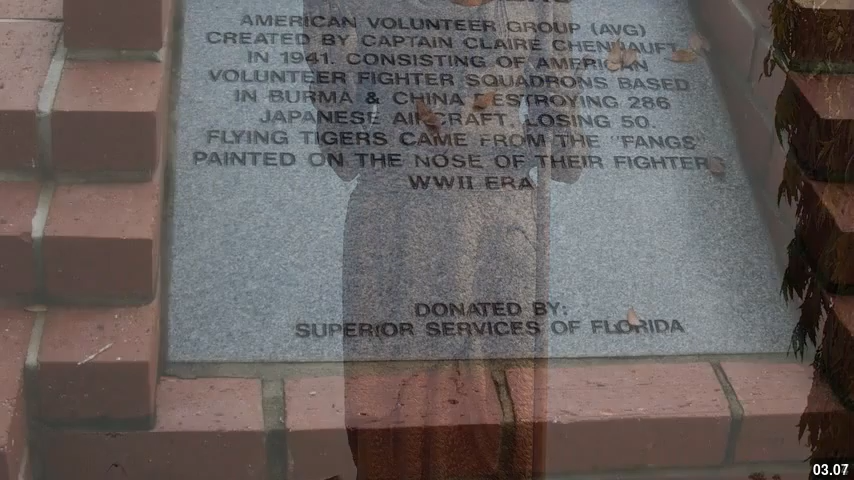 AMERICAN VOLUNTEER GROUP (AVG)
CREATED BY CAPTAIN CLAIRE CHENNAUFT
IN 1941. CONSISTING OF AMERICAN
VOLUNTEER FIGHTER SQUADRONS BASED
IN BURMA & CHINA DESTROYING 286
JAPANESE AIRCRAFT, LOSING 50.
FLYING TIGERS CAME FROM THE "FANGS"
PAINTED ON THE NOSE OF THEIR FIGHTERS
WWII ERA
DONATED BY:
SUPERIOR SERVICES OF FLORIDA
03.07